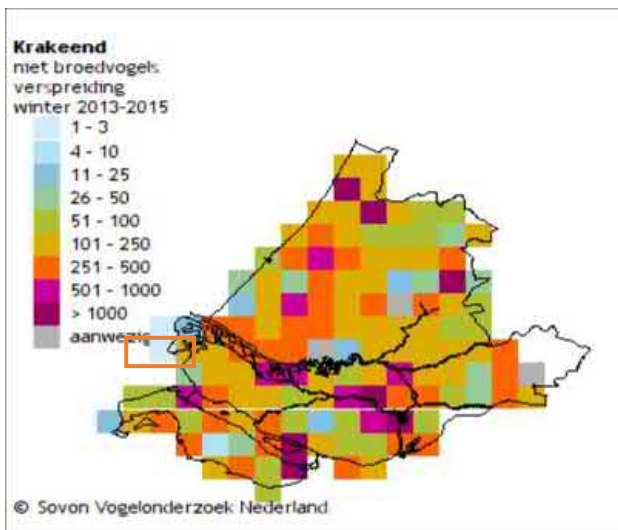 Krakeend
niet broedvogels
verspreiding
winter 2013-2015
1 - 3
4 - 10
11 - 25
26 - 50
51 - 100
101 - 250
251 - 500
501 - 1000
> 1000
aanwezig
© Sovon Vogelonderzoek Nederland